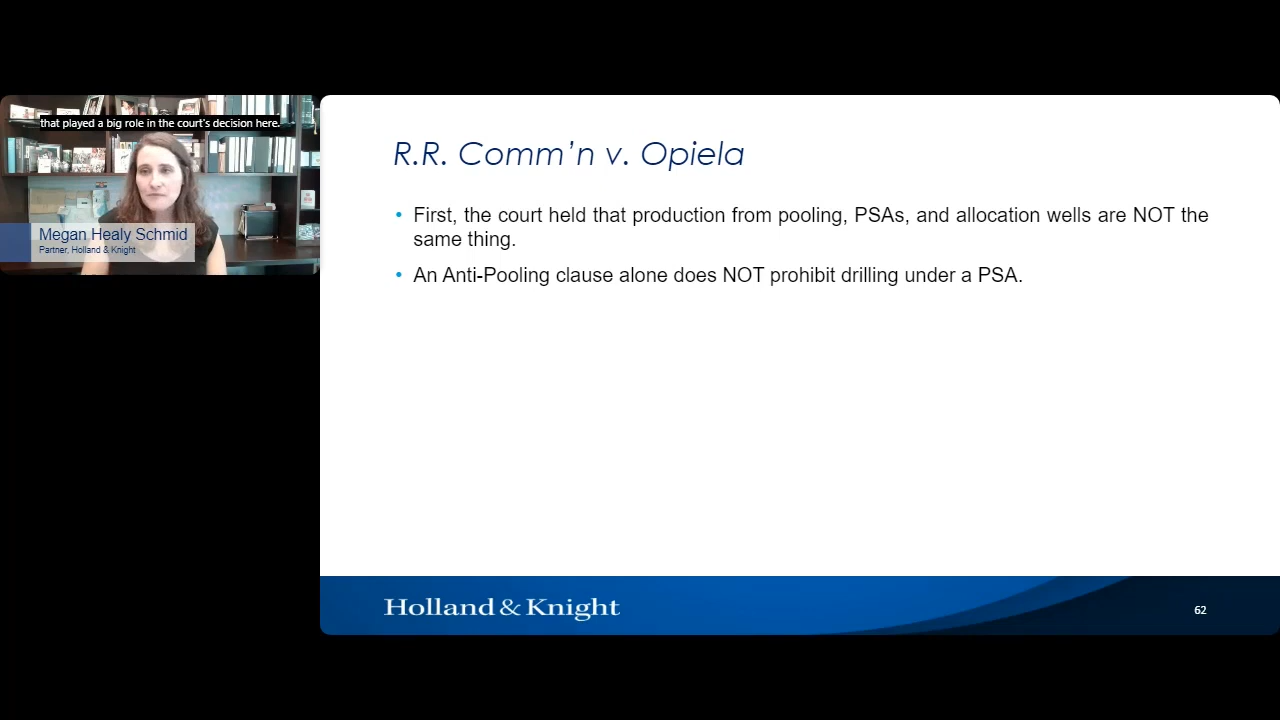 that played a big role in the court's decision here.
Megan Healy Schmid
Partner, Holland & Knight
R.R. Comm’n v. Opiela
• First, the court held that production from pooling, PSAs, and allocation wells are NOT the
same thing.
• An Anti-Pooling clause alone does NOT prohibit drilling under a PSA.
Holland & Knight
62